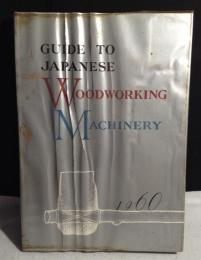 GUIDE TO
JAPANESE
WOODWORKING
MACHINERY
1960